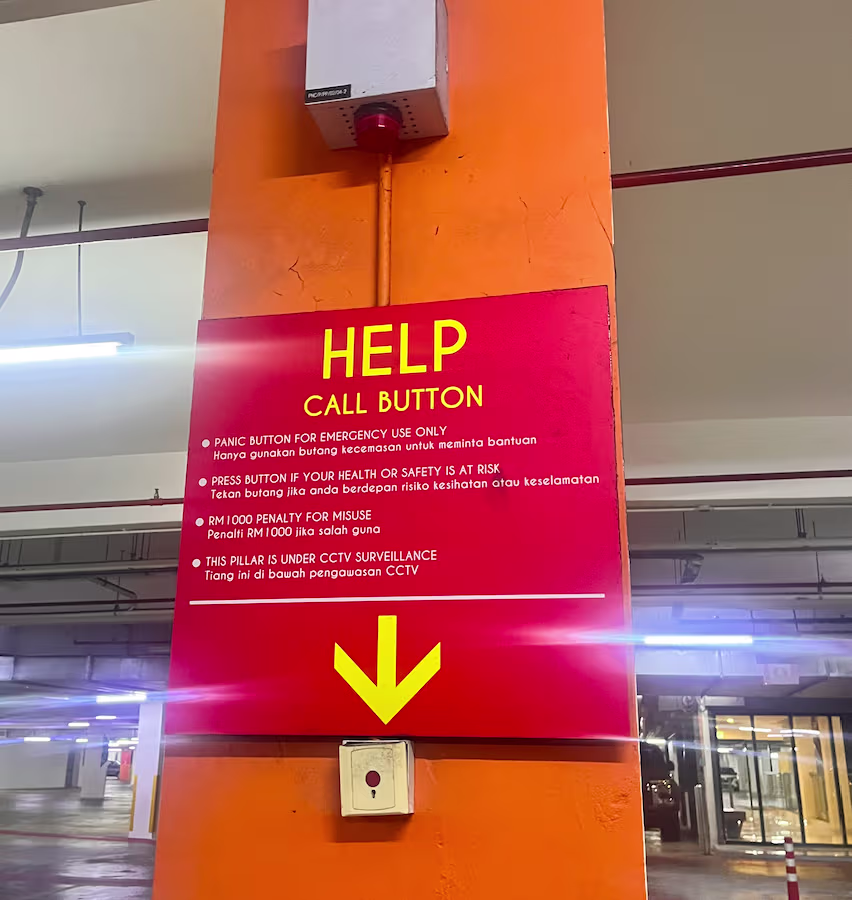 HELP
CALL BUTTON
PANIC BUTTON FOR EMERGENCY USE ONLY
Hanya gunakan butang kecemasan untuk meminta bantuan
PRESS BUTTON IF YOUR HEALTH OR SAFETY IS AT RISK
Tekan butang jika anda berdepan risiko kesihatan atau keselamatan
RM1000 PENALTY FOR MISUSE
Penalti RM1000 jika salah guna
THIS PILLAR IS UNDER CCTV SURVEILLANCE
Tiang ini di bawah pengawasan CCTV